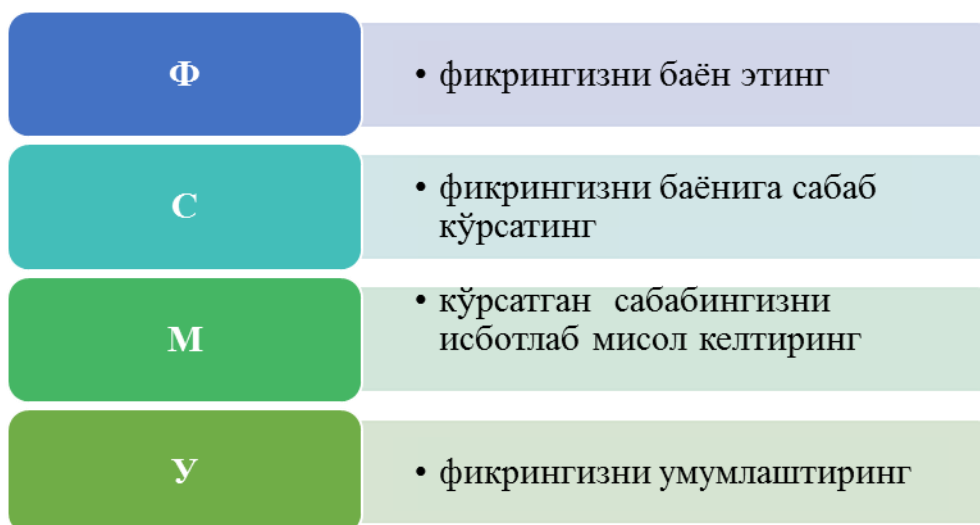 Ф
• фикрингизни баён этинг
С
• фикрингизни баёнига сабаб
кўрсатинг
М
• кўрсатган сабабингизни
исботлаб мисол келтиринг
У
• фикрингизни умумлаштиринг